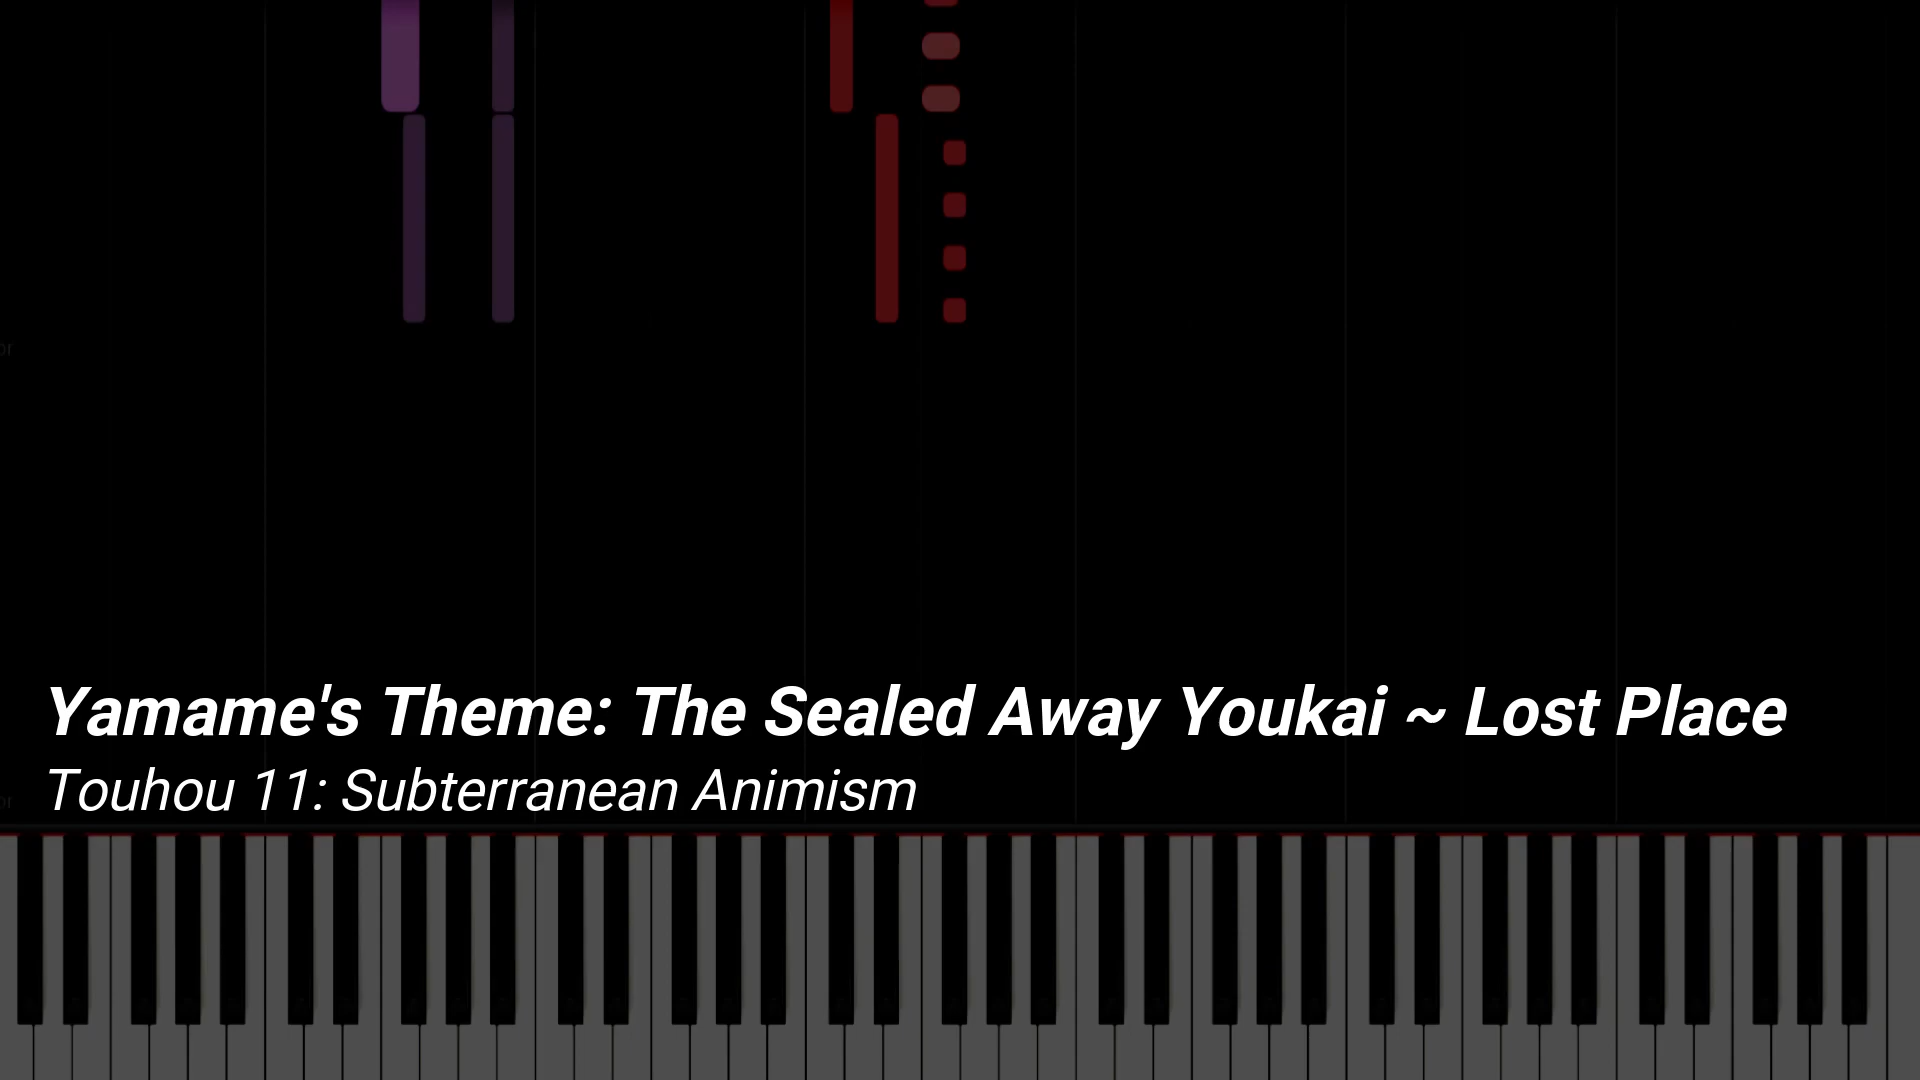 Yamame's Theme: The Sealed Away Youkai ~ Lost Place
Touhou 11: Subterranean Animism